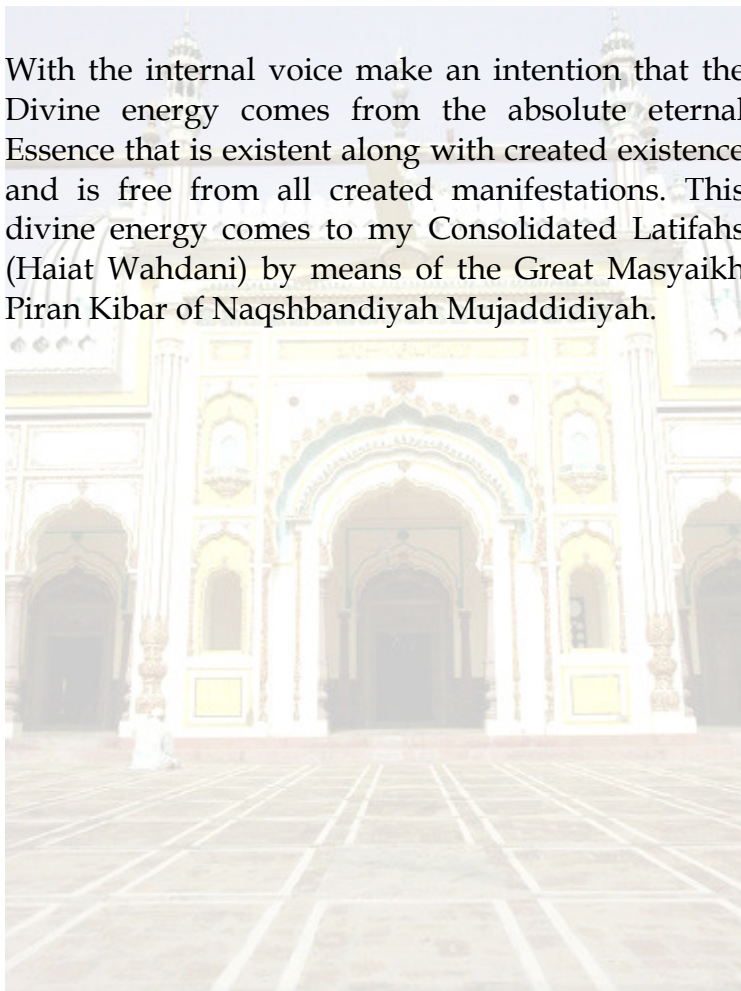 With the internal voice make an intention that the
Divine energy comes from the absolute eternal
Essence that is existent along with created existence
and is free from all created manifestations. This
divine energy comes to my Consolidated Latifahs
(Haiat Wahdani) by means of the Great Masyaikh
Piran Kibar of Naqshbandiyah Mujaddidiyah.